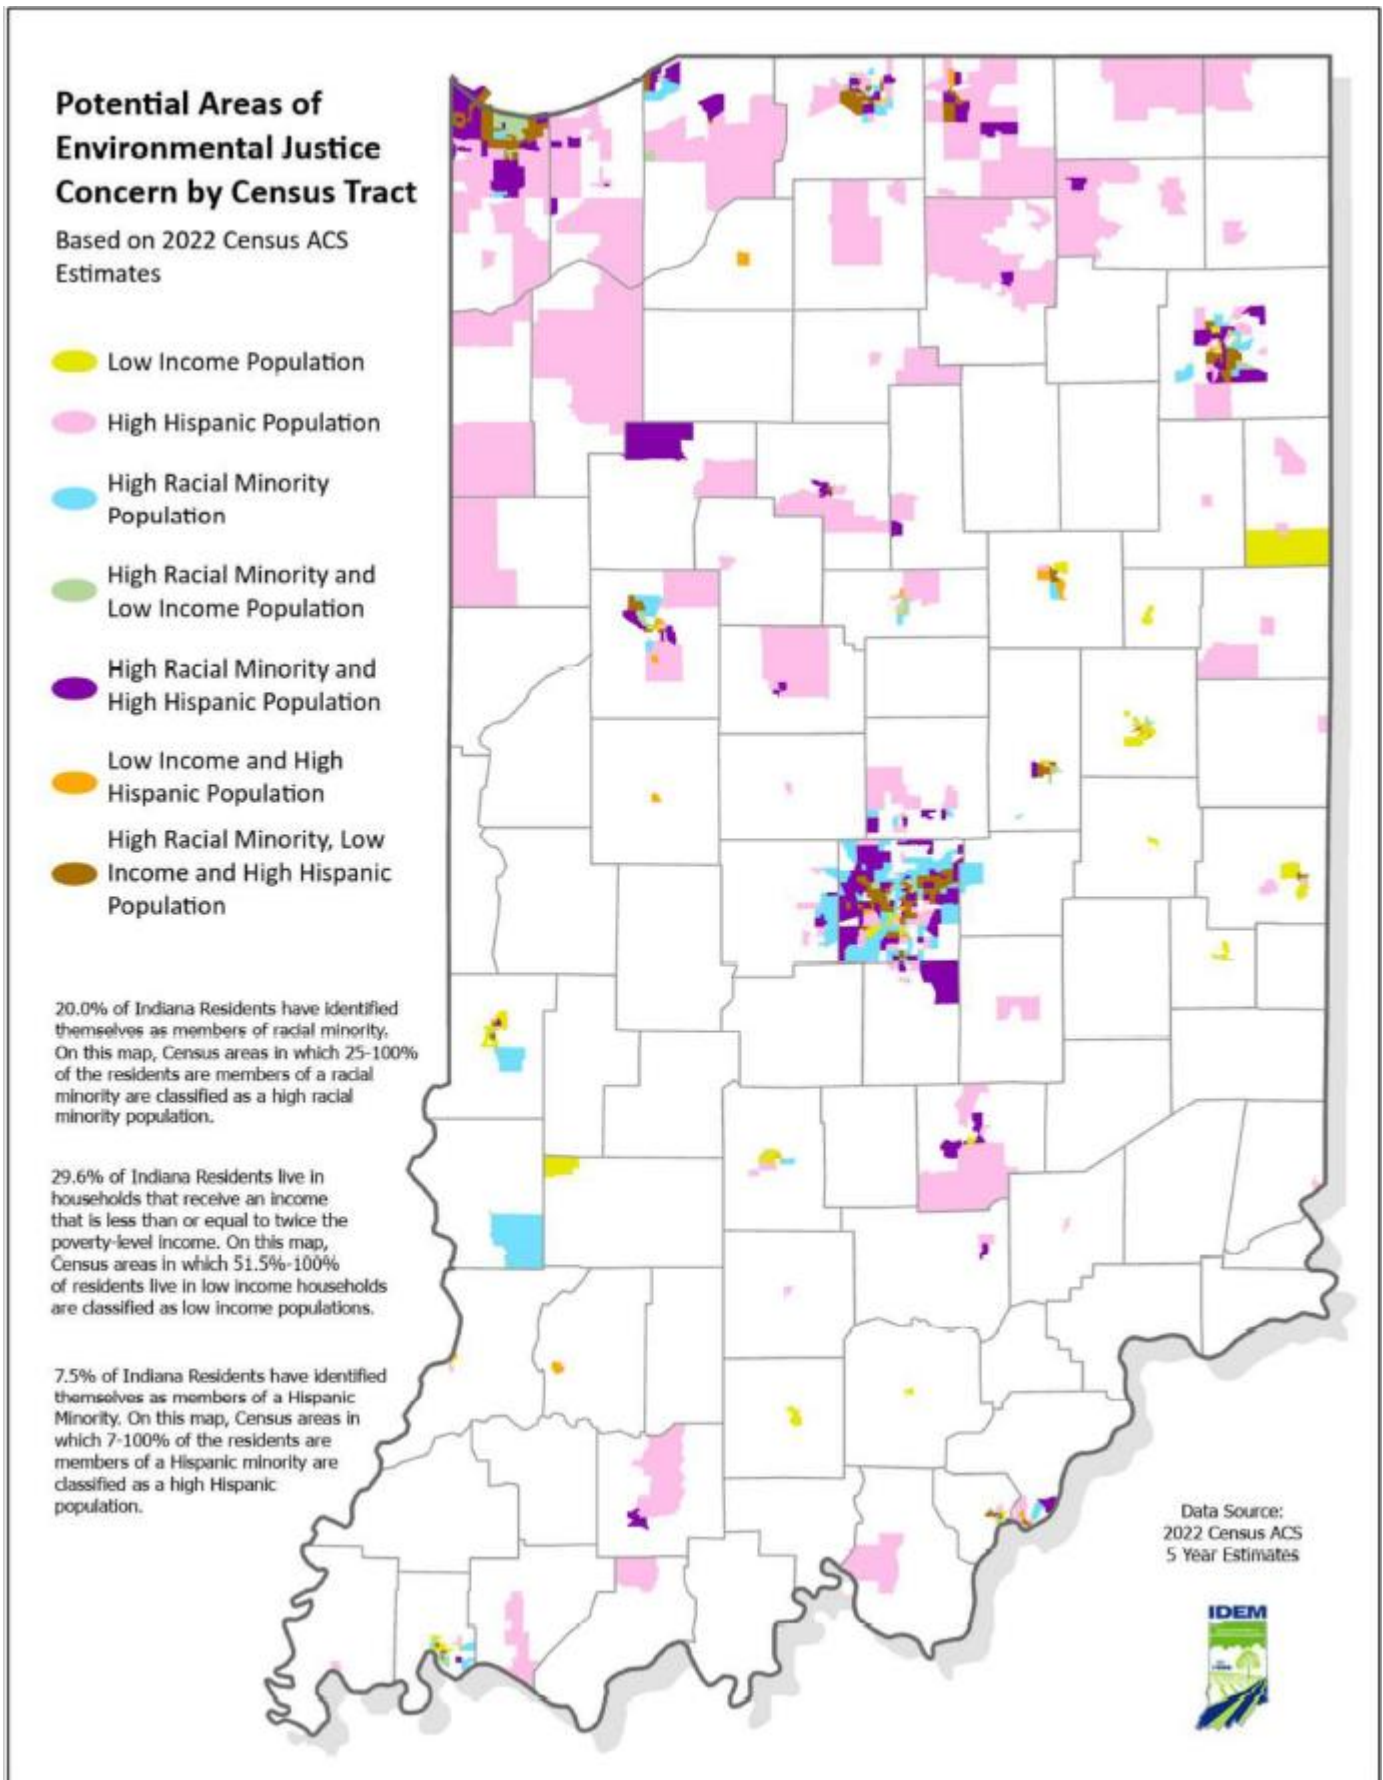 Potential Areas of
Environmental Justice
Concern by Census Tract
Based on 2022 Census ACS
Estimates
Low Income Population
High Hispanic Population
High Racial Minority
Population
High Racial Minority and
Low Income Population
High Racial Minority and
High Hispanic Population
Low Income and High
Hispanic Population
High Racial Minority, Low
Income and High Hispanic
Population
20.0% of Indiana Residents have identified
themselves as members of racial minority.
On this map, Census areas in which 25-100%
of the residents are members of a racial
minority are classified as a high racial
minority population.
29.6% of Indiana Residents live in
households that receive an income
that is less than or equal to twice the
poverty-level income. On this map,
Census areas in which 51.5%-100%
of residents live in low income households
are classified as low income populations.
7.5% of Indiana Residents have identified
themselves as members of a Hispanic
Minority. On this map, Census areas in
which 7-100% of the residents are
members of a Hispanic minority are
classified as a high Hispanic
population.
Data Source:
2022 Census ACS
5 Year Estimates
IDEM